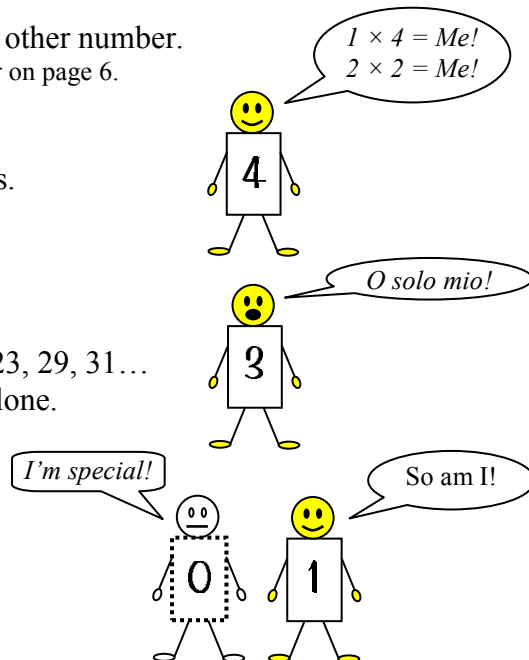 other number.
1 × 4 = Me!
2 × 2 = Me!
on page 6.
4
O solo mio!
3
23, 29, 31…
I'm special!
So am I!
0
1